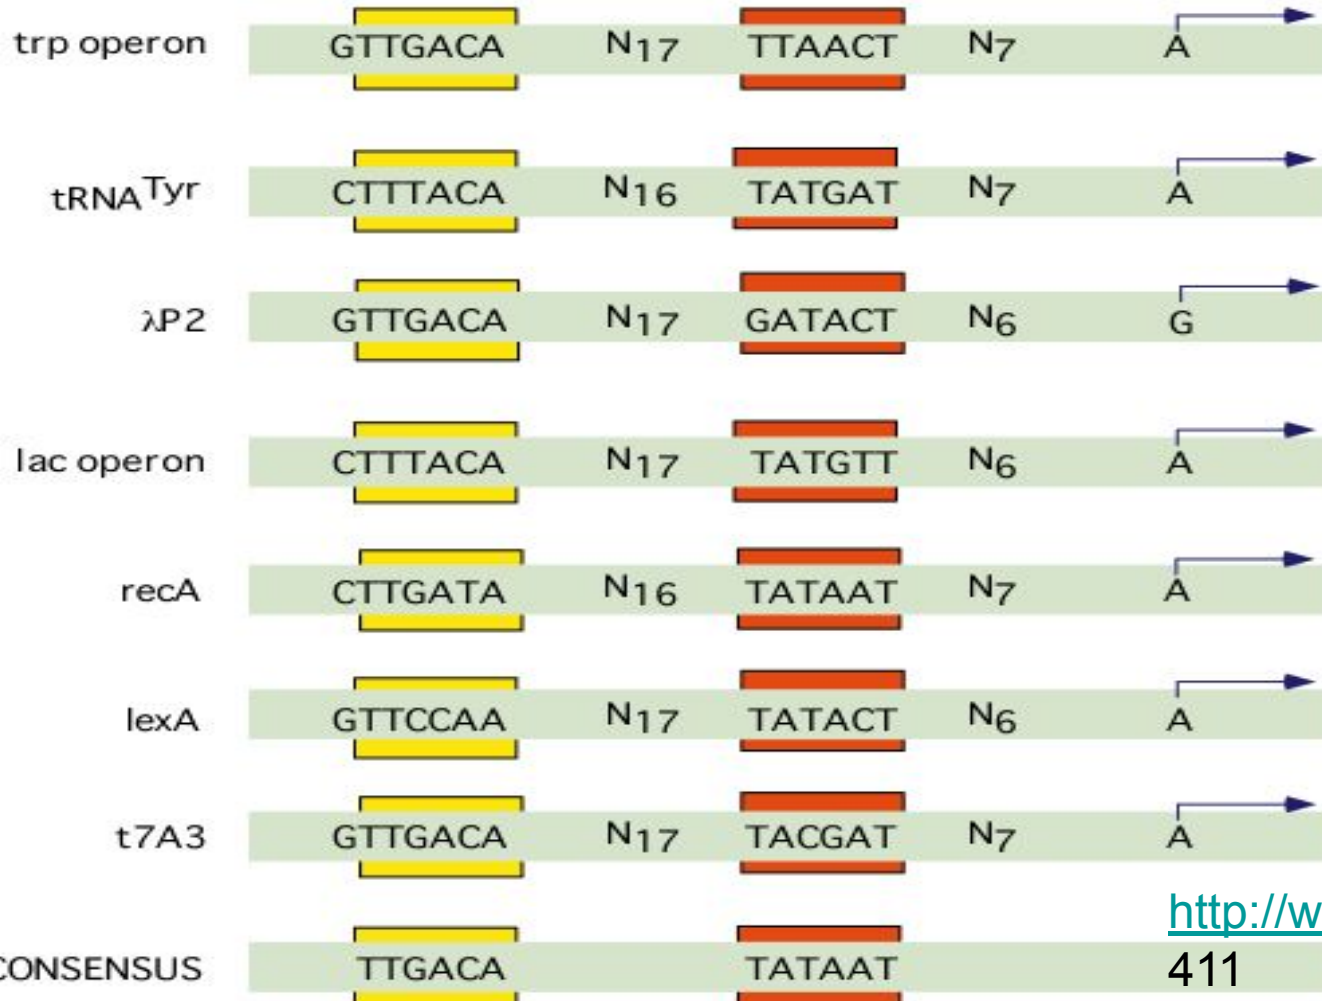 trp operon GTTGACA N17 TTAACT N7 A
tRNATyr CTTTACA N16 TATGAT N7 A
λP2 GTTGACA N17 GATACT N6 G
lac operon CTTTACA N17 TATGTT N6 A
recA CTTGATA N16 TATAAT N7 A
lexA GTTCCAA N17 TATACT N6 A
t7A3 GTTGACA N17 TACGAT N7 A
http://w
CONSENSUS TTGACA TATAAT 411